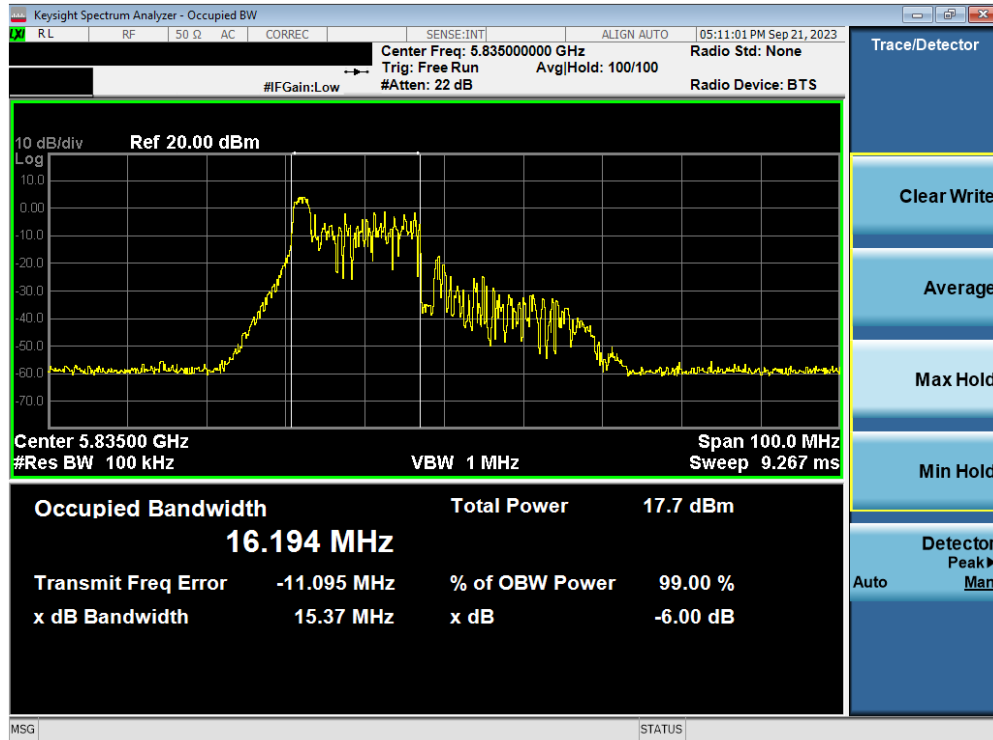 Keysight Spectrum Analyzer - Occupied BW
LXI RL RF 50 Ω AC CORREC SENSE:INT ALIGN AUTO 05:11:01 PM Sep 21, 2023
Center Freq: 5.835000000 GHz Radio Std: None
Trig: Free Run Avg|Hold: 100/100
#IFGain:Low #Atten: 22 dB Radio Device: BTS
10 dB/div Ref 20.00 dBm
Log
10.0
0.00
-10.0
-20.0
-30.0
-40.0
-50.0
-60.0
-70.0
Center 5.83500 GHz Span 100.0 MHz
#Res BW 100 kHz VBW 1 MHz Sweep 9.267 ms
Occupied Bandwidth Total Power 17.7 dBm
16.194 MHz
Transmit Freq Error -11.095 MHz % of OBW Power 99.00 %
x dB Bandwidth 15.37 MHz x dB -6.00 dB
MSG STATUS
Trace/Detector
Clear Write
Average
Max Hold
Min Hold
Detector
Peak
Auto Man